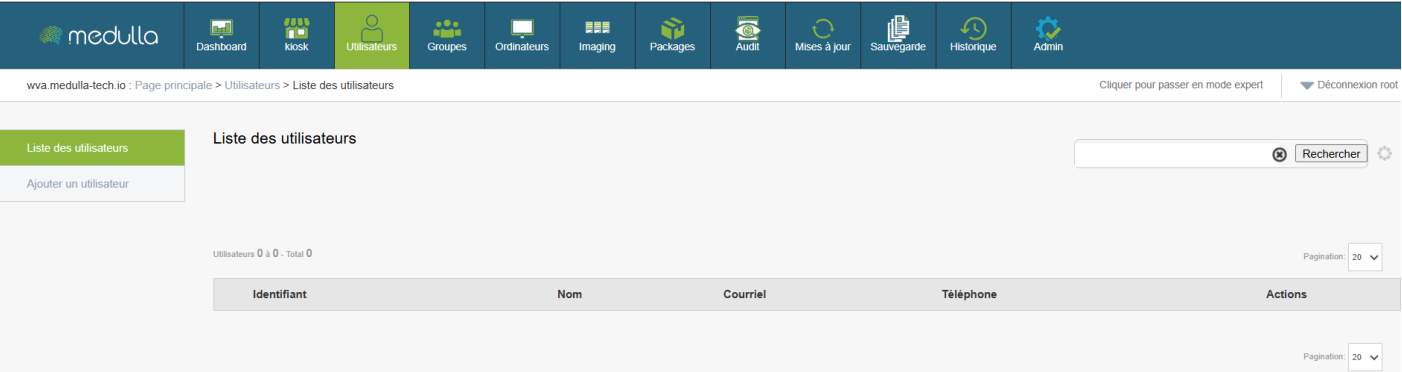 medulla
Dashboard
kiosk
Utilisateurs
Groupes
Ordinateurs
Imaging
Packages
Audit
Mises à jour
Sauvegarde
Historique
Admin
wva.medulla-tech.io : Page principale > Utilisateurs > Liste des utilisateurs
Cliquer pour passer en mode expert
Déconnexion root
Liste des utilisateurs
Ajouter un utilisateur
Liste des utilisateurs
Rechercher
Utilisateurs 0 à 0 - Total 0
Pagination: 20
Identifiant Nom Courriel Téléphone Actions
Pagination: 20